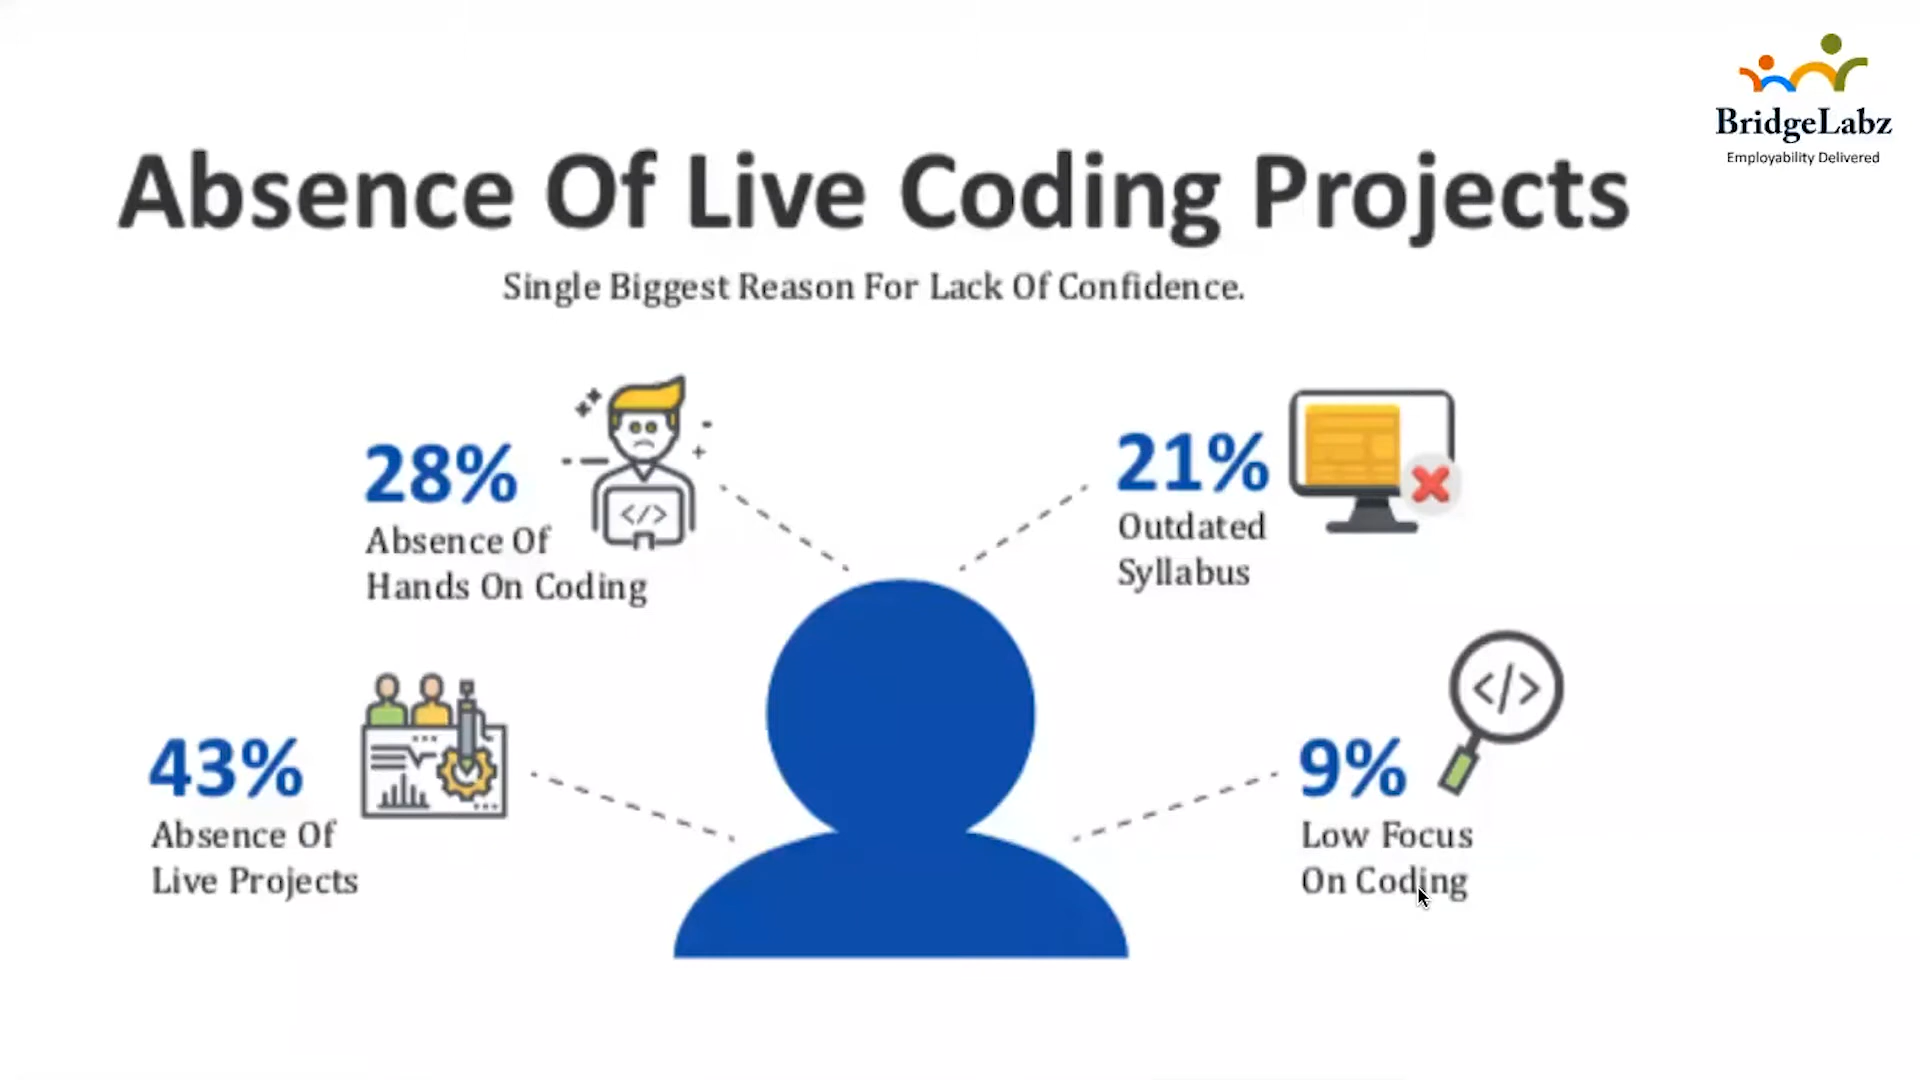 BridgeLabz
Employability Delivered
Absence Of Live Coding Projects
Single Biggest Reason For Lack Of Confidence.
28%
Absence Of
Hands On Coding
</>
21%
Outdated
Syllabus
43%
Absence Of
Live Projects
</>
9%
Low Focus
On Coding